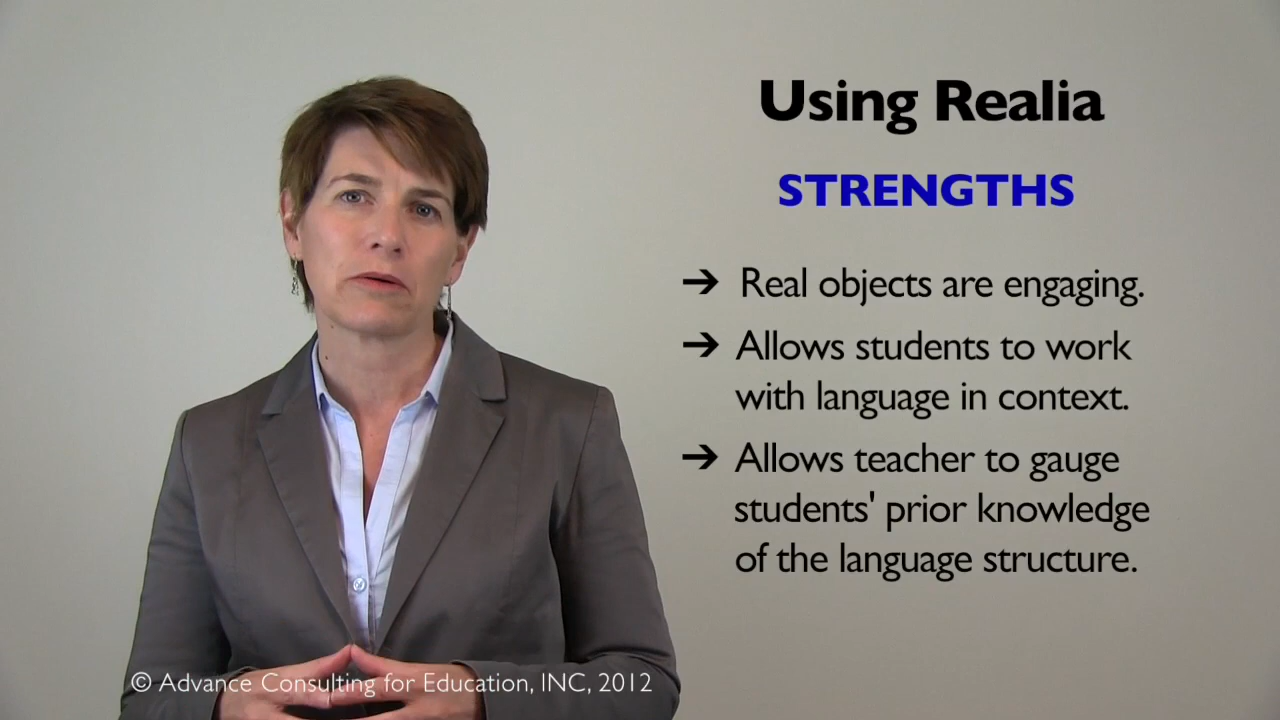 Using Realia
STRENGTHS
➔ Real objects are engaging.
➔ Allows students to work
with language in context.
➔ Allows teacher to gauge
students' prior knowledge
of the language structure.
© Advance Consulting for Education, INC, 2012